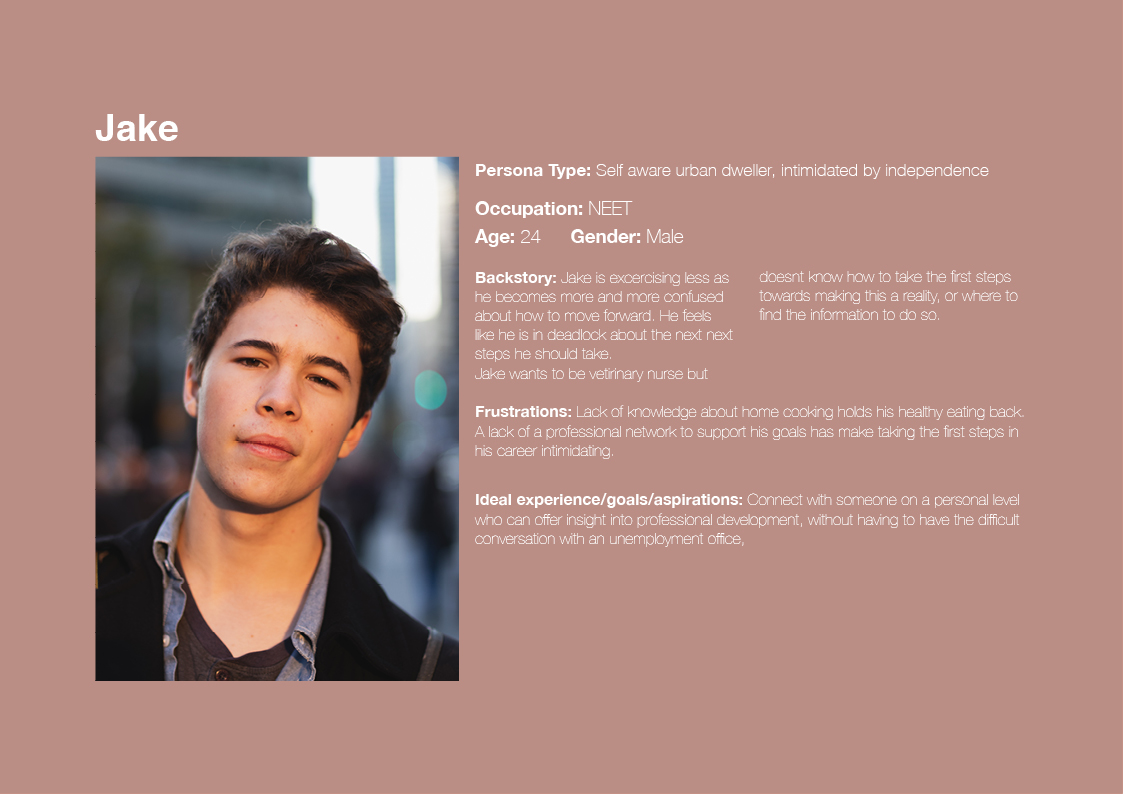 Jake
Persona Type: Self aware urban dweller, intimidated by independence
Occupation: NEET
Age: 24 Gender: Male
Backstory: Jake is excercising less as
he becomes more and more confused
about how to move forward. He feels
like he is in deadlock about the next next
steps he should take.
Jake wants to be vetirinary nurse but
doesnt know how to take the first steps
towards making this a reality, or where to
find the information to do so.
Frustrations: Lack of knowledge about home cooking holds his healthy eating back.
A lack of a professional network to support his goals has make taking the first steps in
his career intimidating.
Ideal experience/goals/aspirations: Connect with someone on a personal level
who can offer insight into professional development, without having to have the difficult
conversation with an unemployment office,